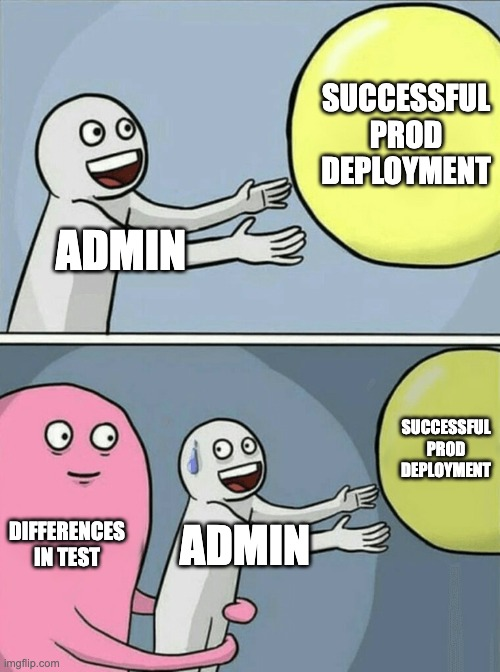 SUCCESSFUL
PROD
DEPLOYMENT
ADMIN
SUCCESSFUL
PROD
DEPLOYMENT
DIFFERENCES
IN TEST
ADMIN
imgflip.com